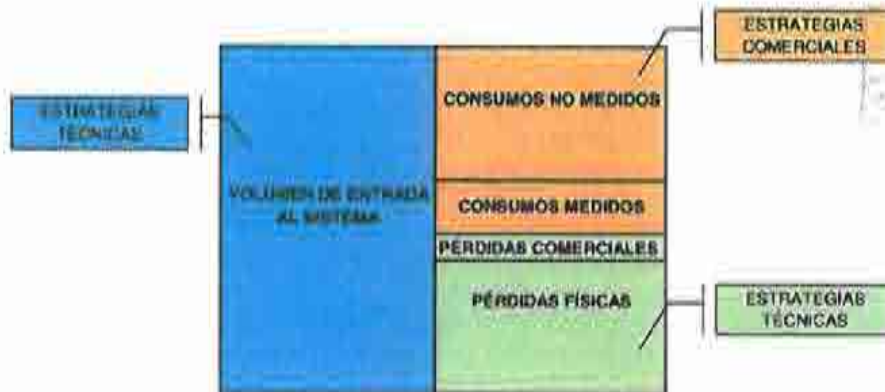 ESTRATEGIAS
COMERCIALES
ESTRATEGIAS
TÉCNICAS
VOLUMEN DE ENTRADA
AL SISTEMA
CONSUMOS NO MEDIDOS
CONSUMOS MEDIDOS
PÉRDIDAS COMERCIALES
PÉRDIDAS FÍSICAS
ESTRATEGIAS
TÉCNICAS